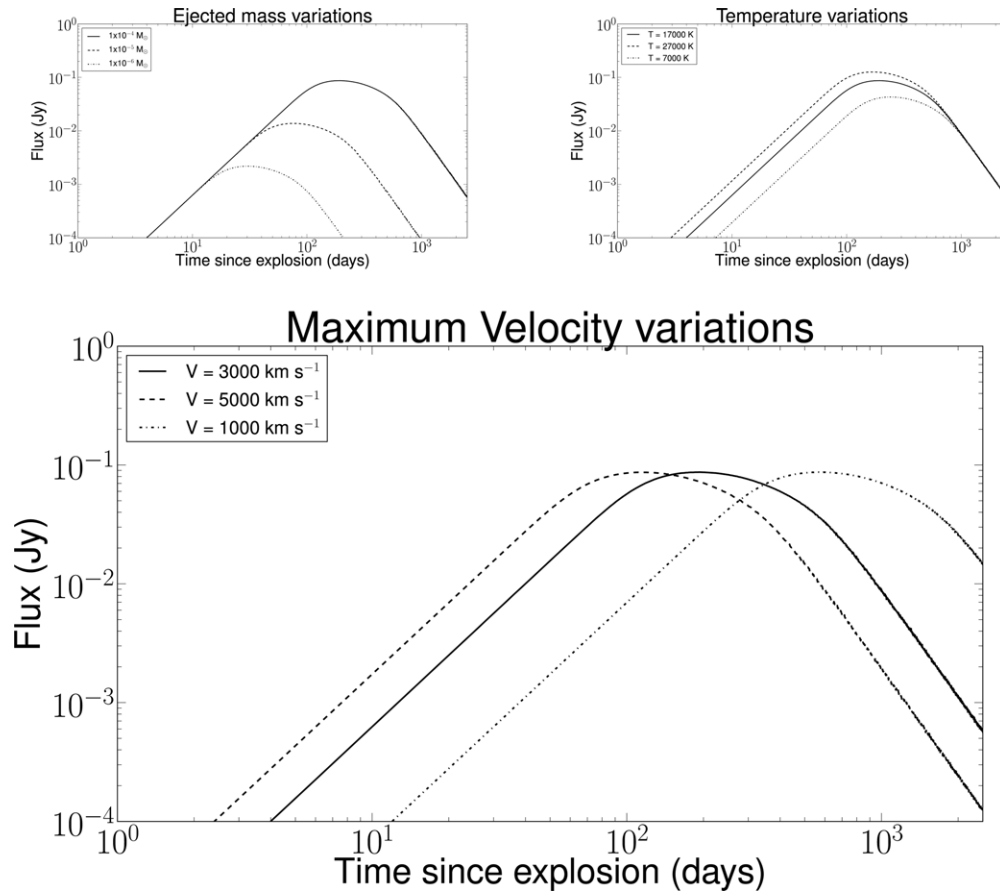 Ejected mass variations
1x10⁻⁴ M☉
1x10⁻⁵ M☉
1x10⁻⁶ M☉
10⁰
10⁻¹
10⁻²
10⁻³
10⁻⁴
Flux (Jy)
10⁰ 10¹ 10² 10³
Time since explosion (days)
Temperature variations
T = 17000 K
T = 27000 K
T = 7000 K
10⁰
10⁻¹
10⁻²
10⁻³
10⁻⁴
Flux (Jy)
10⁰ 10¹ 10² 10³
Time since explosion (days)
Maximum Velocity variations
V = 3000 km s⁻¹
V = 5000 km s⁻¹
V = 1000 km s⁻¹
10⁰
10⁻¹
10⁻²
10⁻³
10⁻⁴
Flux (Jy)
10⁰ 10¹ 10² 10³
Time since explosion (days)